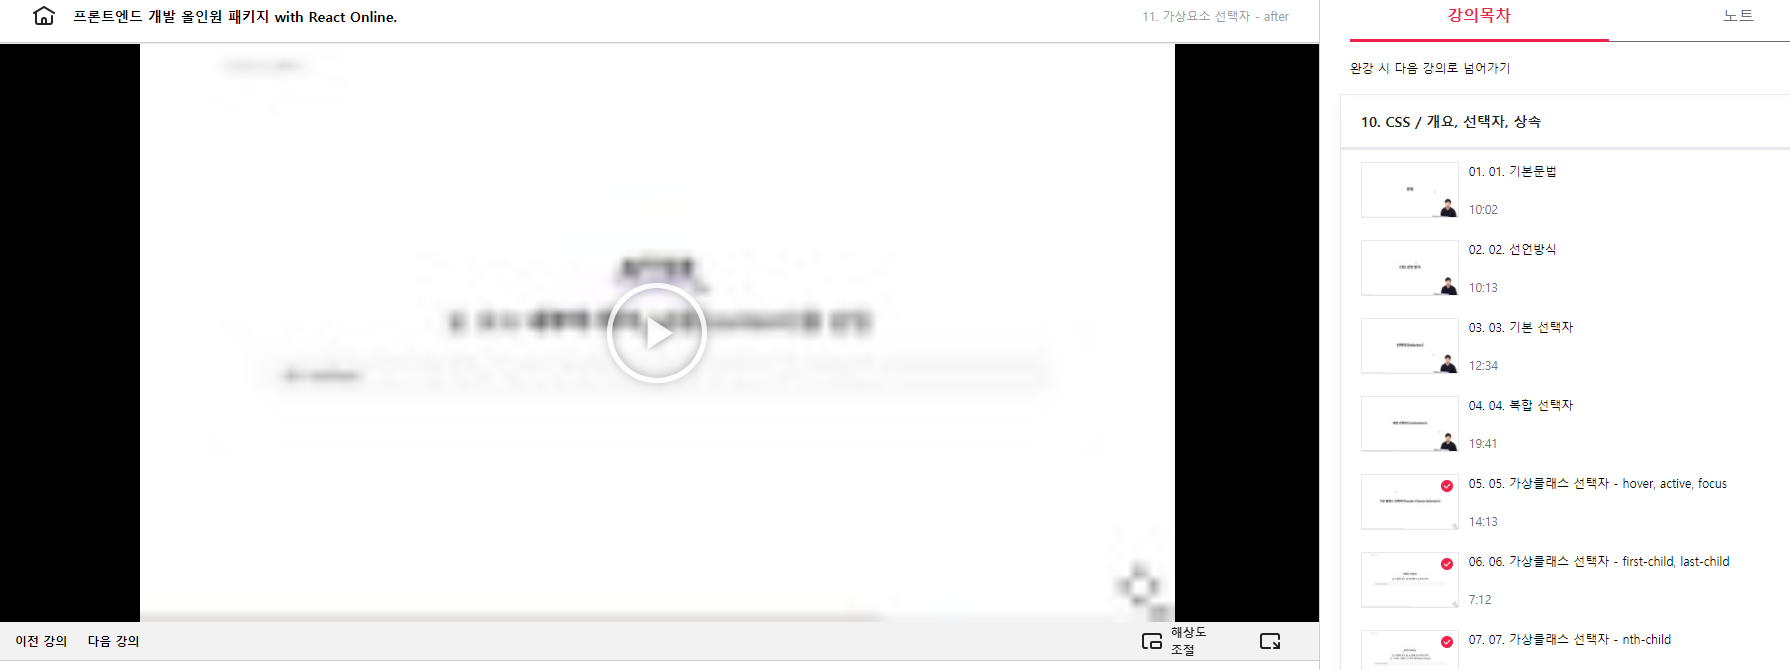 프론트엔드 개발 올인원 패키지 with React Online.
11. 가상요소 선택자 - after
이전 강의
다음 강의
해상도
조절
강의목차
노트
완강 시 다음 강의로 넘어가기
10. CSS / 개요, 선택자, 상속
01. 01. 기본문법
10:02
02. 02. 선언방식
10:13
03. 03. 기본 선택자
12:34
04. 04. 복합 선택자
19:41
05. 05. 가상클래스 선택자 - hover, active, focus
14:13
06. 06. 가상클래스 선택자 - first-child, last-child
7:12
07. 07. 가상클래스 선택자 - nth-child